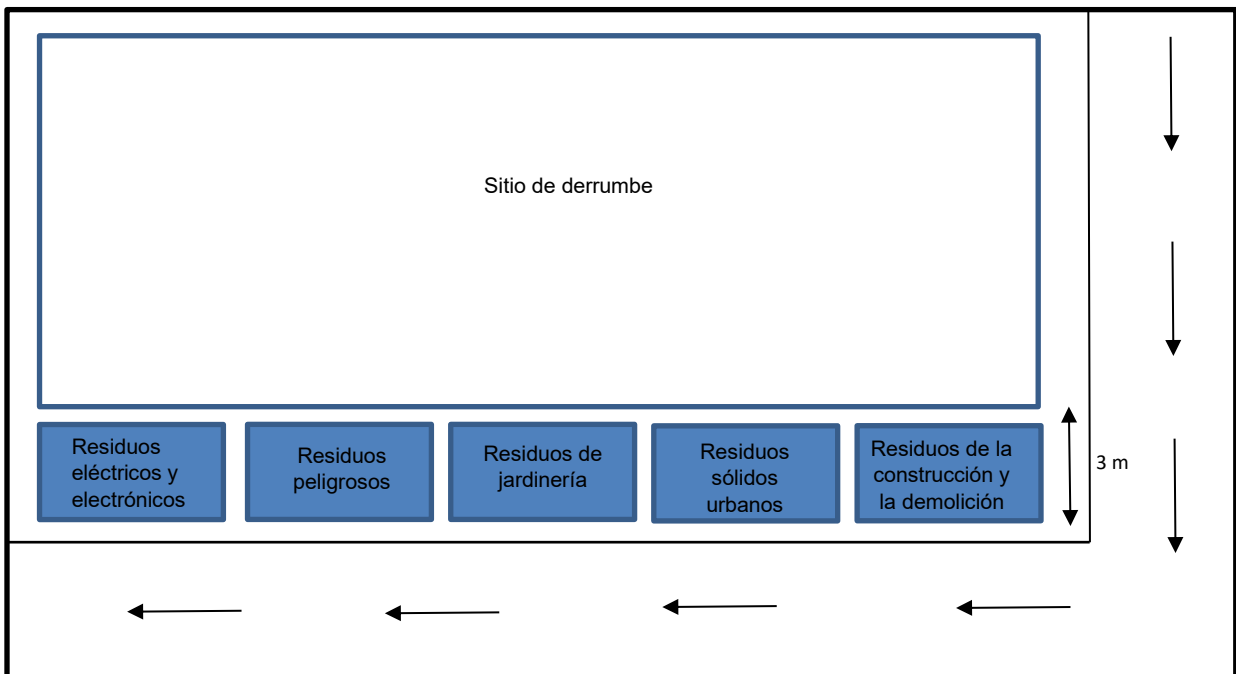 Sitio de derrumbe
Residuos
eléctricos y
electrónicos
Residuos
peligrosos
Residuos de
jardinería
Residuos
sólidos
urbanos
Residuos de la
construcción y
la demolición
3 m